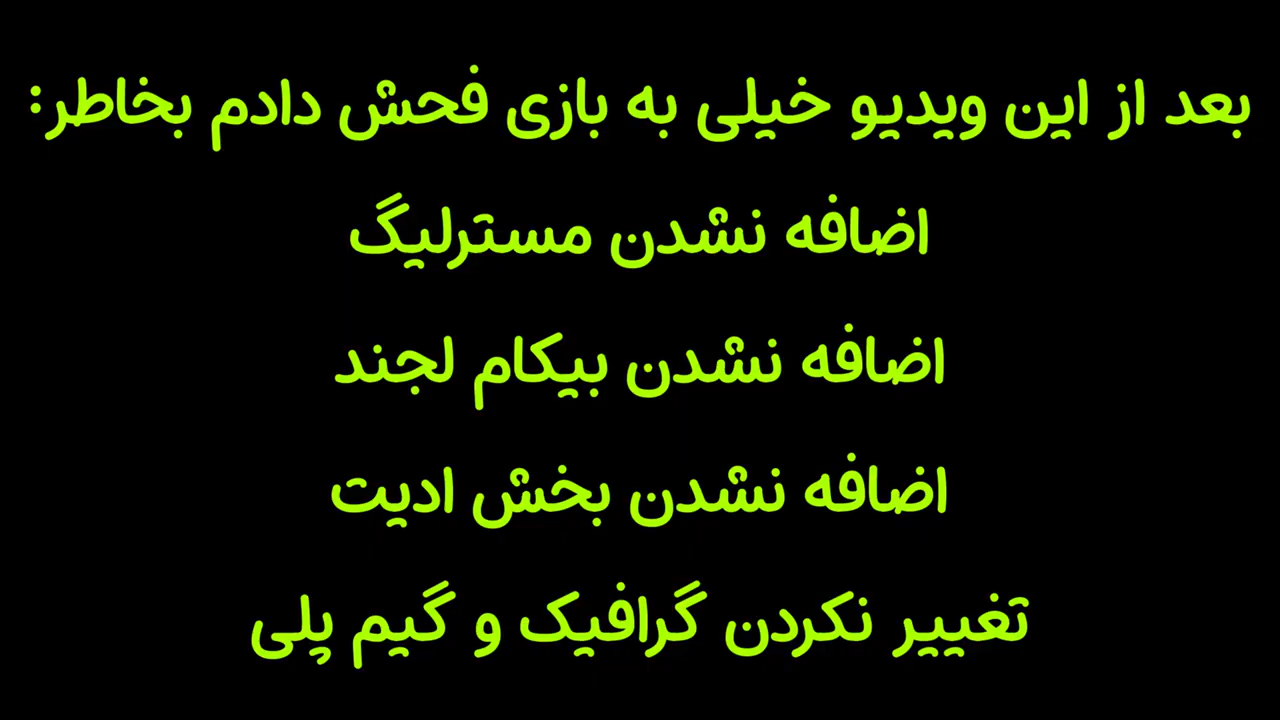 بعد از این ویدیو خیلی به بازی فحش دادم بخاطر:
اضافه نشدن مسترلیگ
اضافه نشدن بیکام لجند
اضافه نشدن بخش ادیت
تغییر نکردن گرافیک و گیم پلی